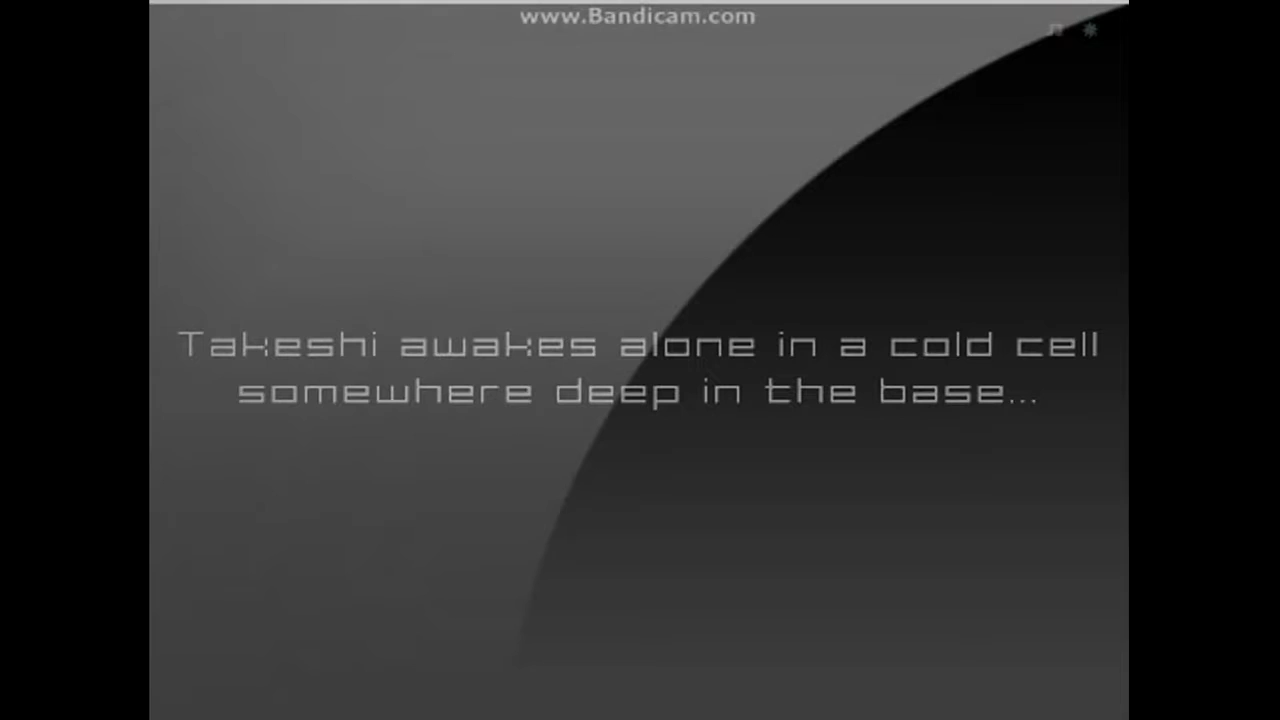 www.Bandicam.com
Takeshi awakes alone in a cold cell
somewhere deep in the base...